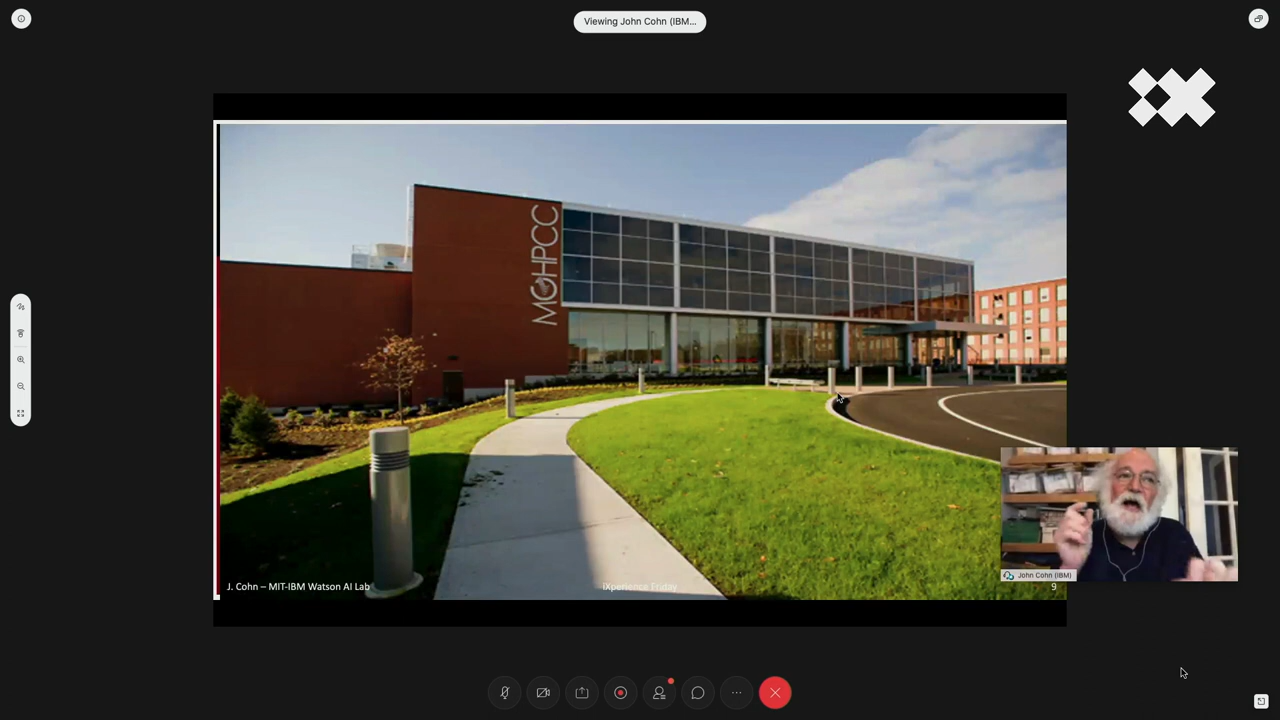 Viewing John Cohn (IBM...
MGHPCC
J. Cohn – MIT-IBM Watson AI Lab
iXperience Friday
9
John Cohn (IBM)